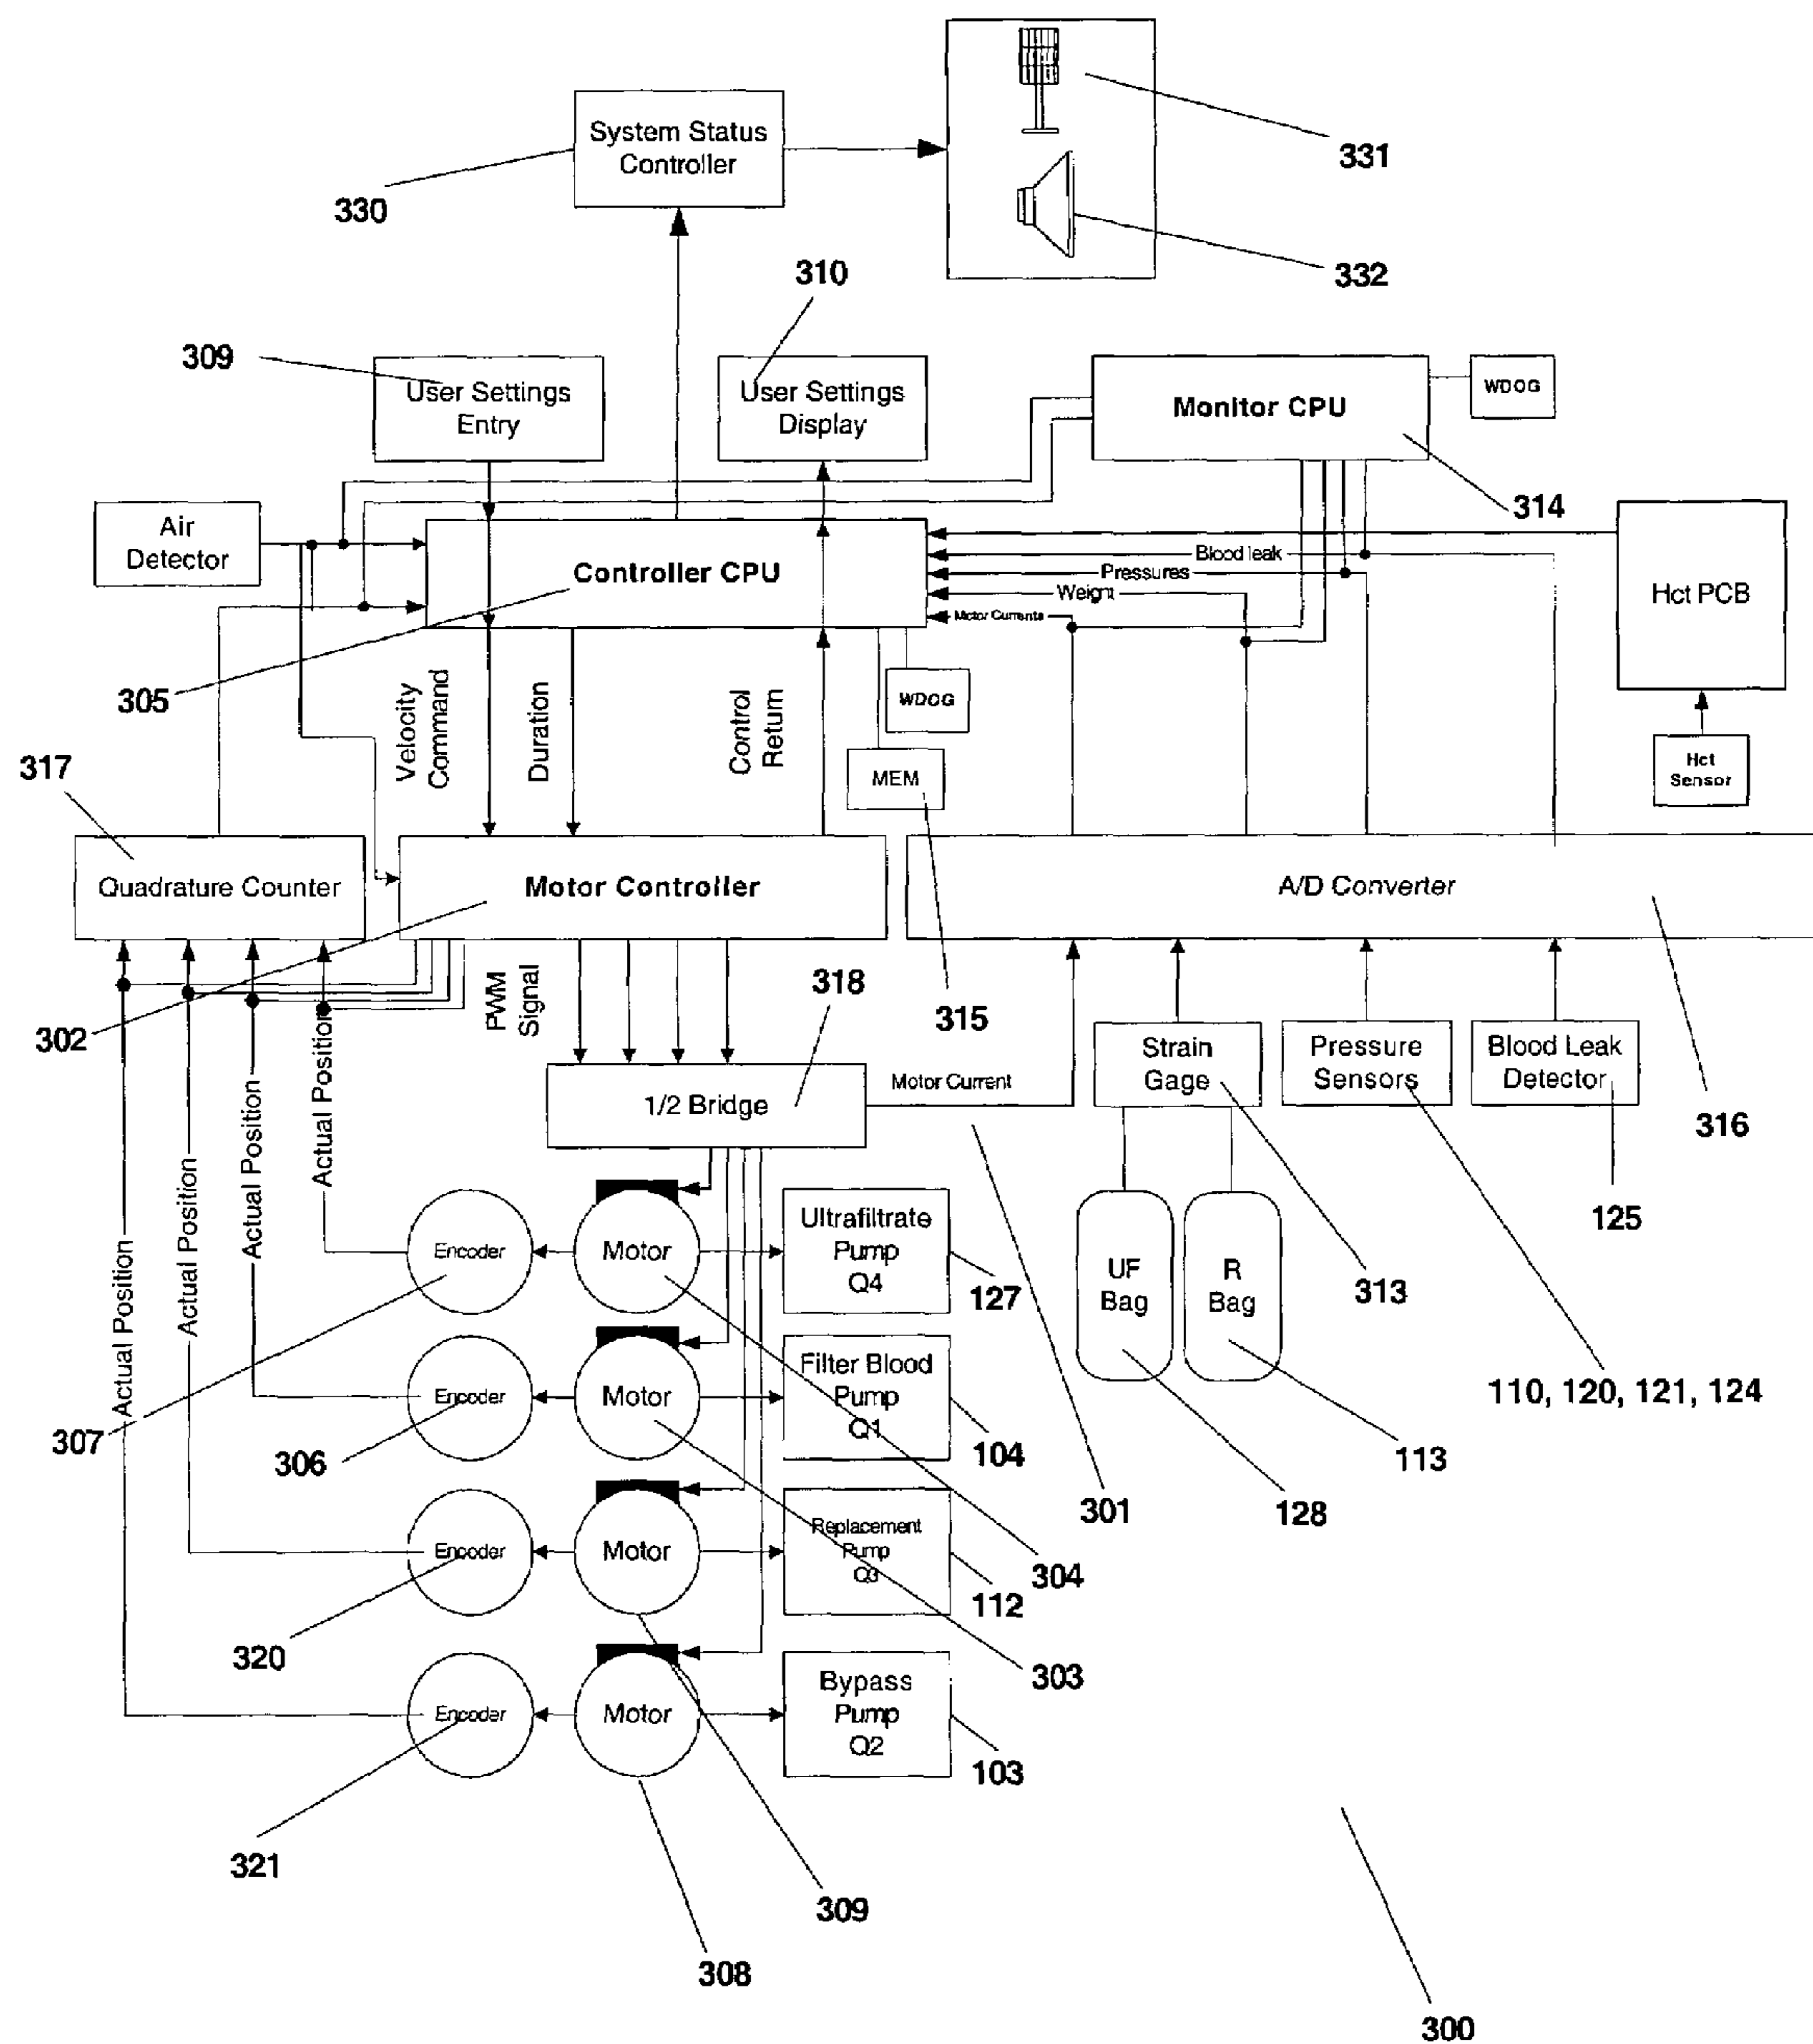 331
System Status
Controller
330
332
310
309
User Settings
Entry
User Settings
Display
Monitor CPU
WDOG
314
Air
Detector
Controller CPU
Blood leak
Pressures
Weight
Motor Currents
Hct PCB
305
Velocity
Command
Duration
Control
Return
WDOG
MEM
Hct
Sensor
317
Quadrature Counter
Motor Controller
A/D Converter
PWM
Signal
318
315
302
Strain
Gage
Pressure
Sensors
Blood Leak
Detector
1/2 Bridge
Motor Current
316
Actual Position
Actual Position
Actual Position
Actual Position
125
Encoder
Motor
Ultrafiltrate
Pump
Q4
127
UF
Bag
R
Bag
313
Encoder
Motor
Filter Blood
Pump
Q1
104
110, 120, 121, 124
307
306
113
301
128
Encoder
Motor
Replacement
Pump
Q3
304
112
320
303
Encoder
Motor
Bypass
Pump
Q2
103
321
309
308
300